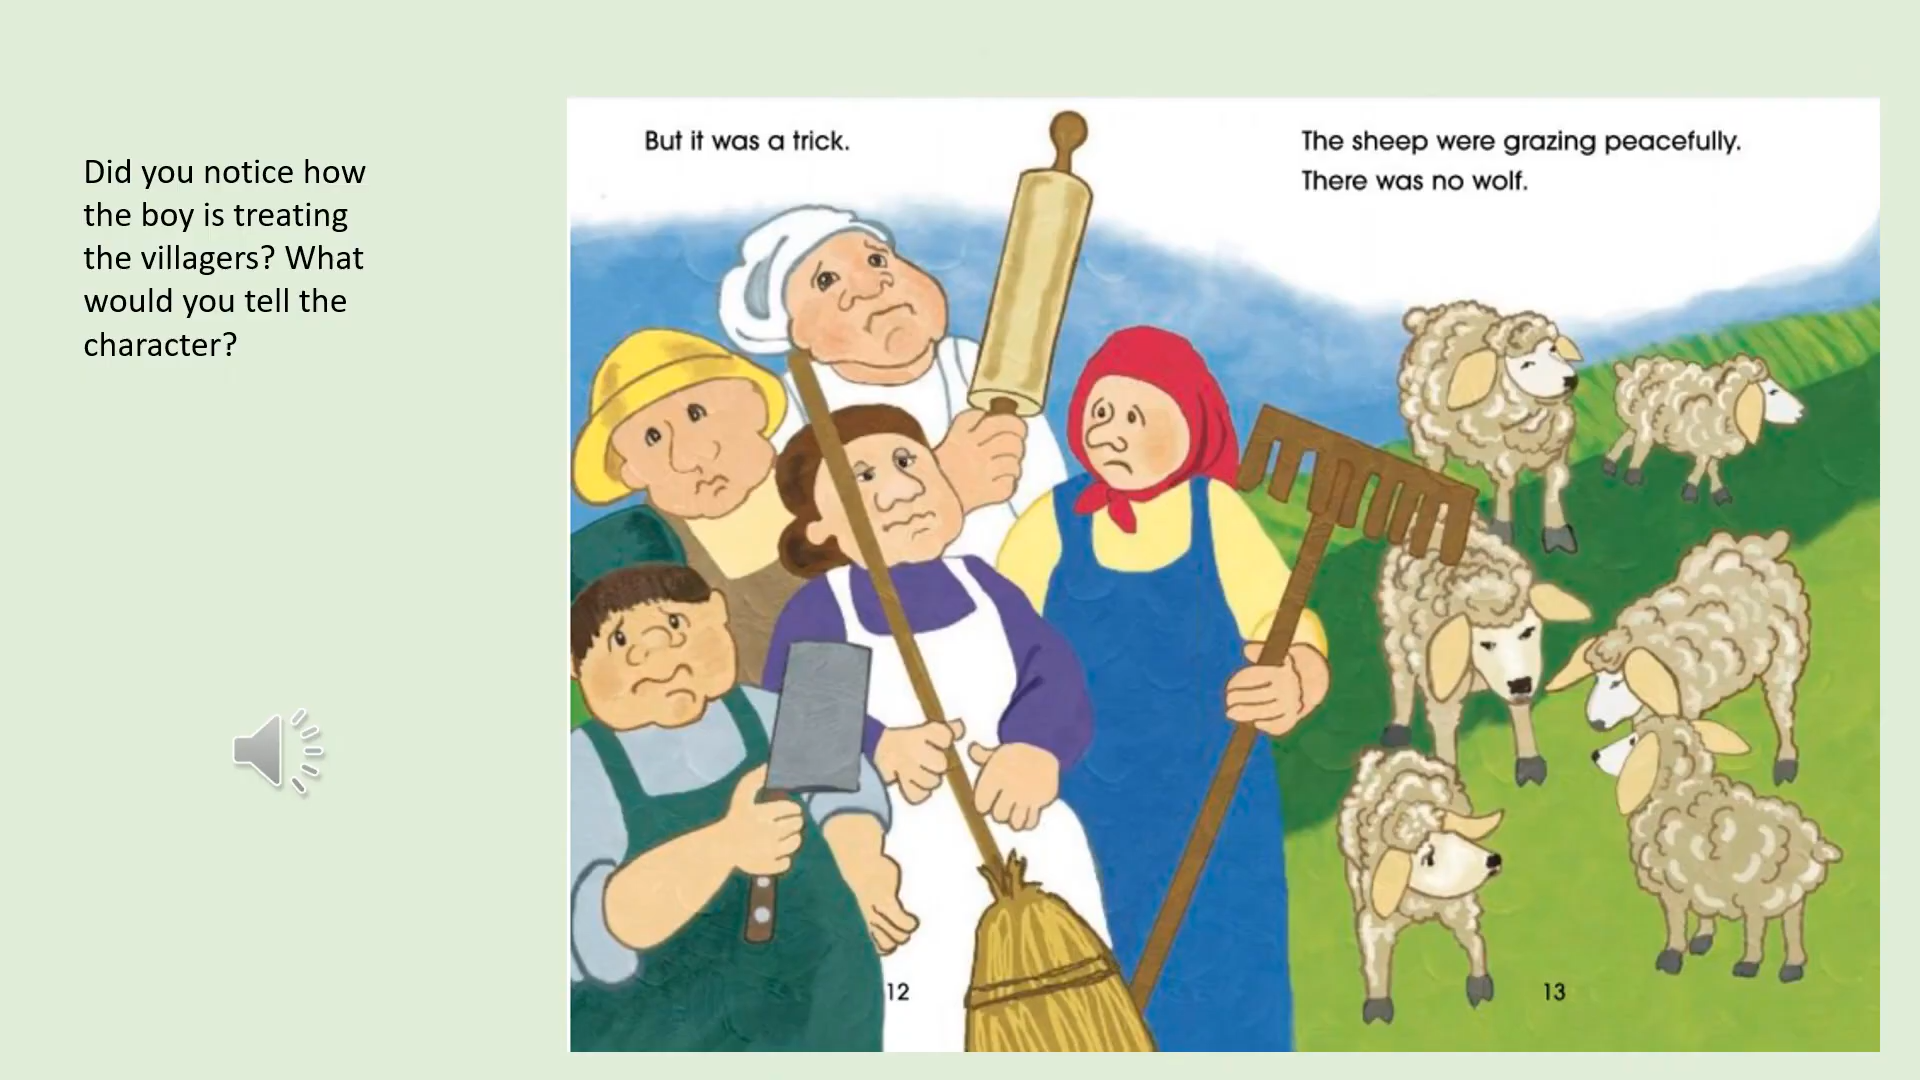 Did you notice how
the boy is treating
the villagers? What
would you tell the
character?
But it was a trick.
The sheep were grazing peacefully.
There was no wolf.
12
13